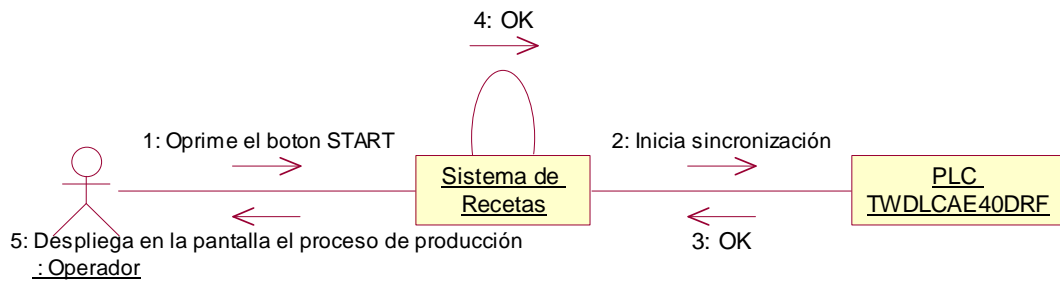 4: OK
1: Oprime el boton START
2: Inicia sincronización
Sistema de
Recetas
PLC
TWDLCAE40DRF
3: OK
5: Despliega en la pantalla el proceso de producción
: Operador